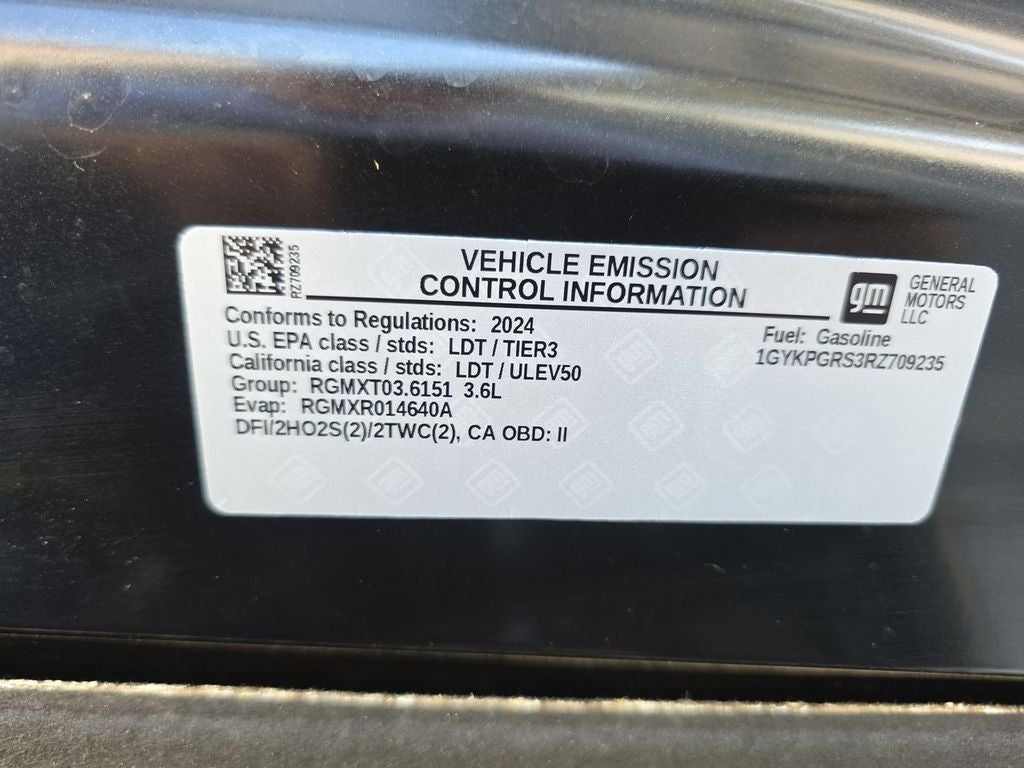 RZ709235
VEHICLE EMISSION
CONTROL INFORMATION
gm
GENERAL
MOTORS
LLC
Conforms to Regulations: 2024
U.S. EPA class / stds: LDT / TIER3
California class / stds: LDT / ULEV50
Group: RGMXT03.6151 3.6L
Evap: RGMXR014640A
DFI/2HO2S(2)/2TWC(2), CA OBD: II
Fuel: Gasoline
1GYKPGRS3RZ709235